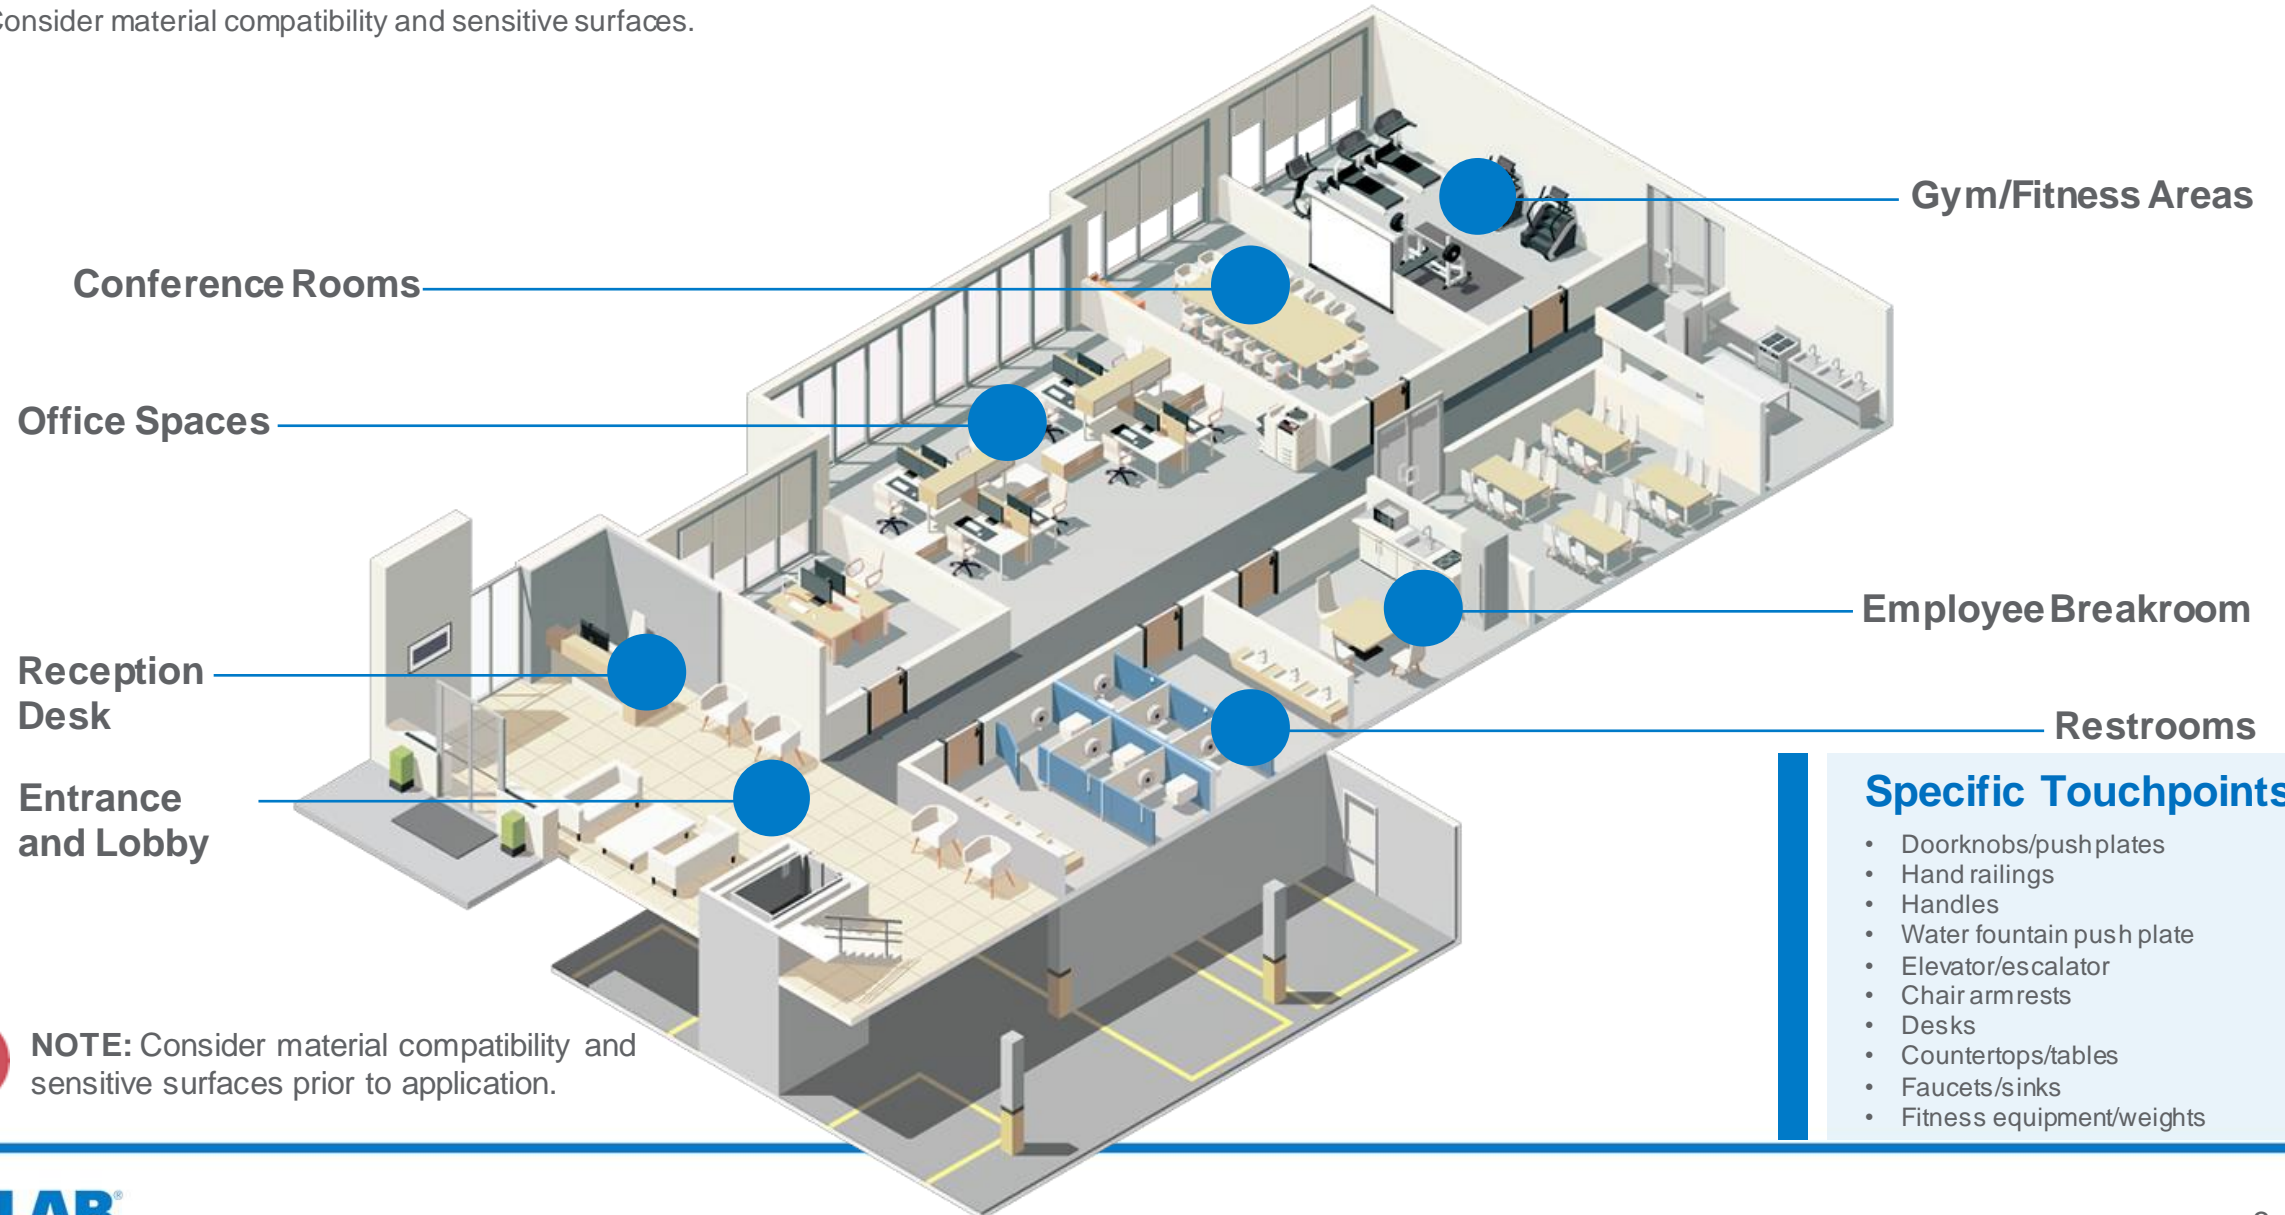 Consider material compatibility and sensitive surfaces.
Gym/Fitness Areas
Conference Rooms
Office Spaces
Employee Breakroom
Reception
Desk
Restrooms
Entrance
and Lobby
Specific Touchpoints
• Doorknobs/push plates
• Hand railings
• Handles
• Water fountain push plate
• Elevator/escalator
• Chair armrests
• Desks
• Countertops/tables
• Faucets/sinks
• Fitness equipment/weights
NOTE: Consider material compatibility and
sensitive surfaces prior to application.
LAB®